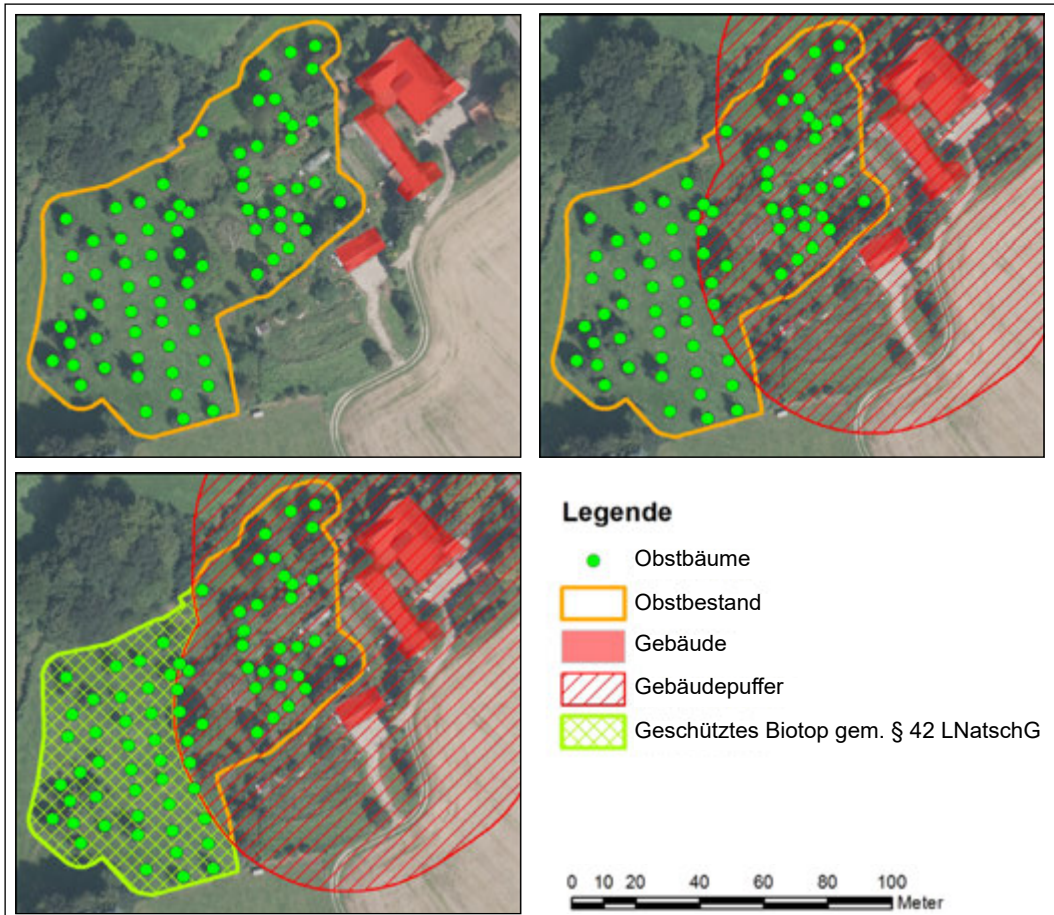 Legende
Obstbäume
Obstbestand
Gebäude
Gebäudepuffer
Geschütztes Biotop gem. § 42 LNatschG
0 10 20 40 60 80 100
Meter